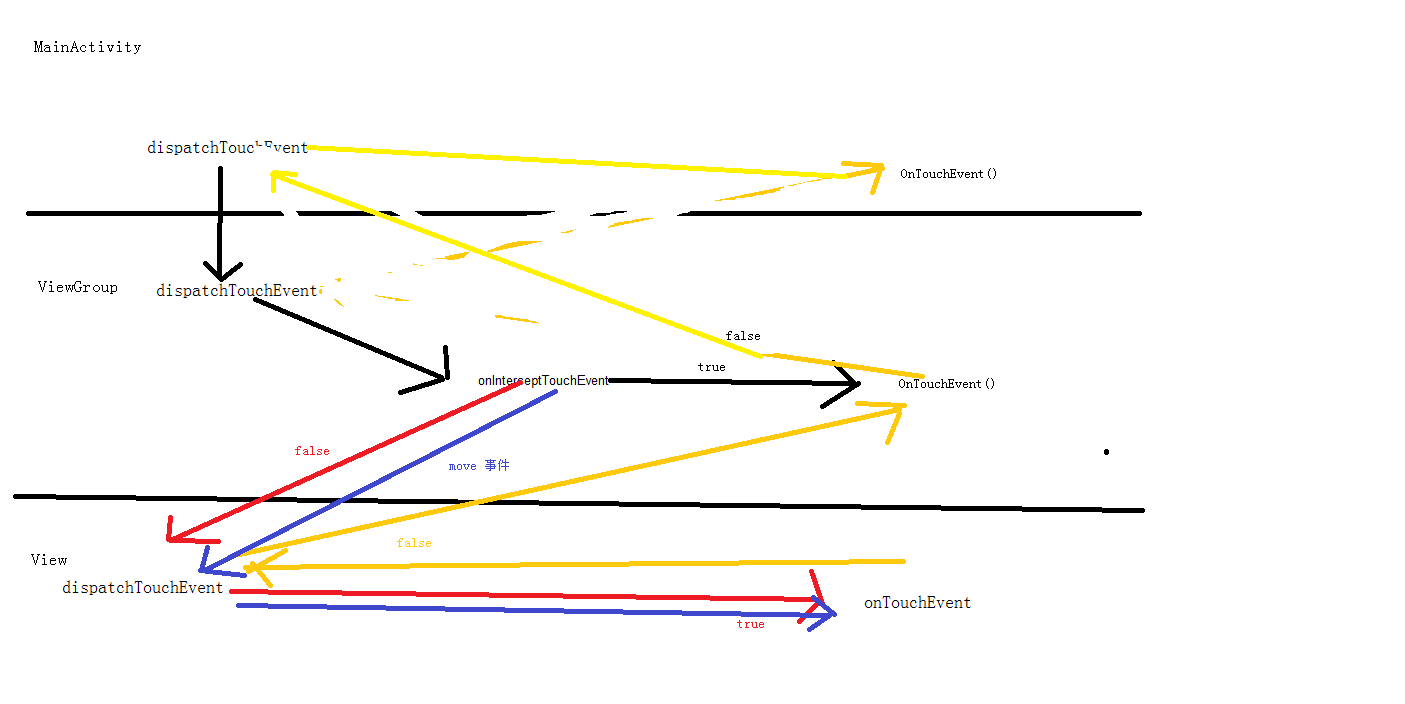 MainActivity
dispatchTouchEvent
OnTouchEvent()
ViewGroup
dispatchTouchEvent
false
true
onInterseptTouchEvent
OnTouchEvent()
false
move 事件
false
View
dispatchTouchEvent
onTouchEvent
true